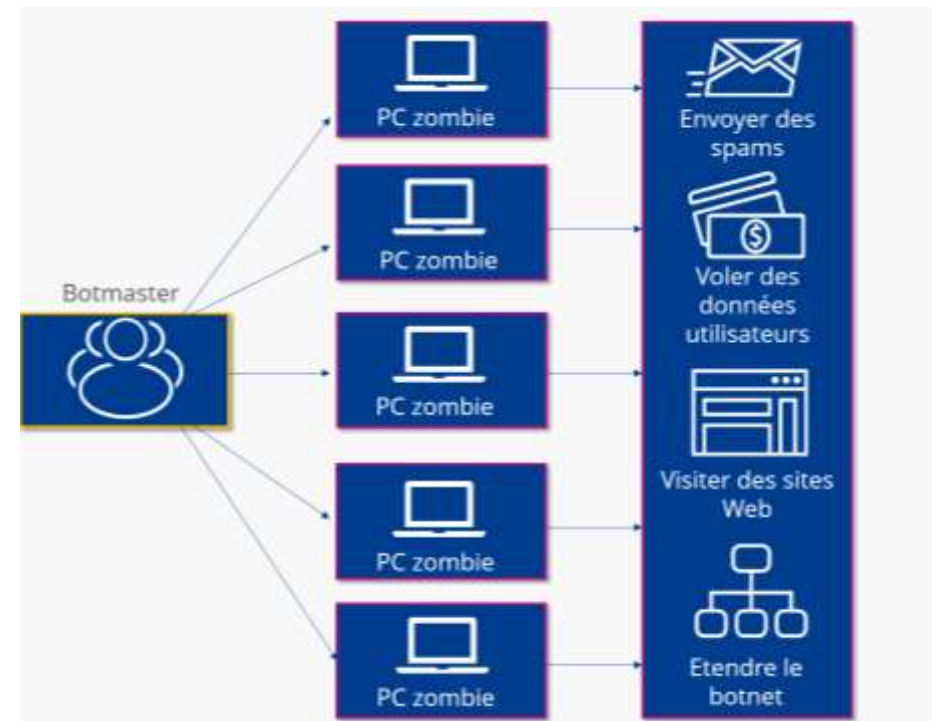 Botmaster
PC zombie
PC zombie
PC zombie
PC zombie
PC zombie
Envoyer des
spams
Voler des
données
utilisateurs
Visiter des sites
Web
Etendre le
botnet